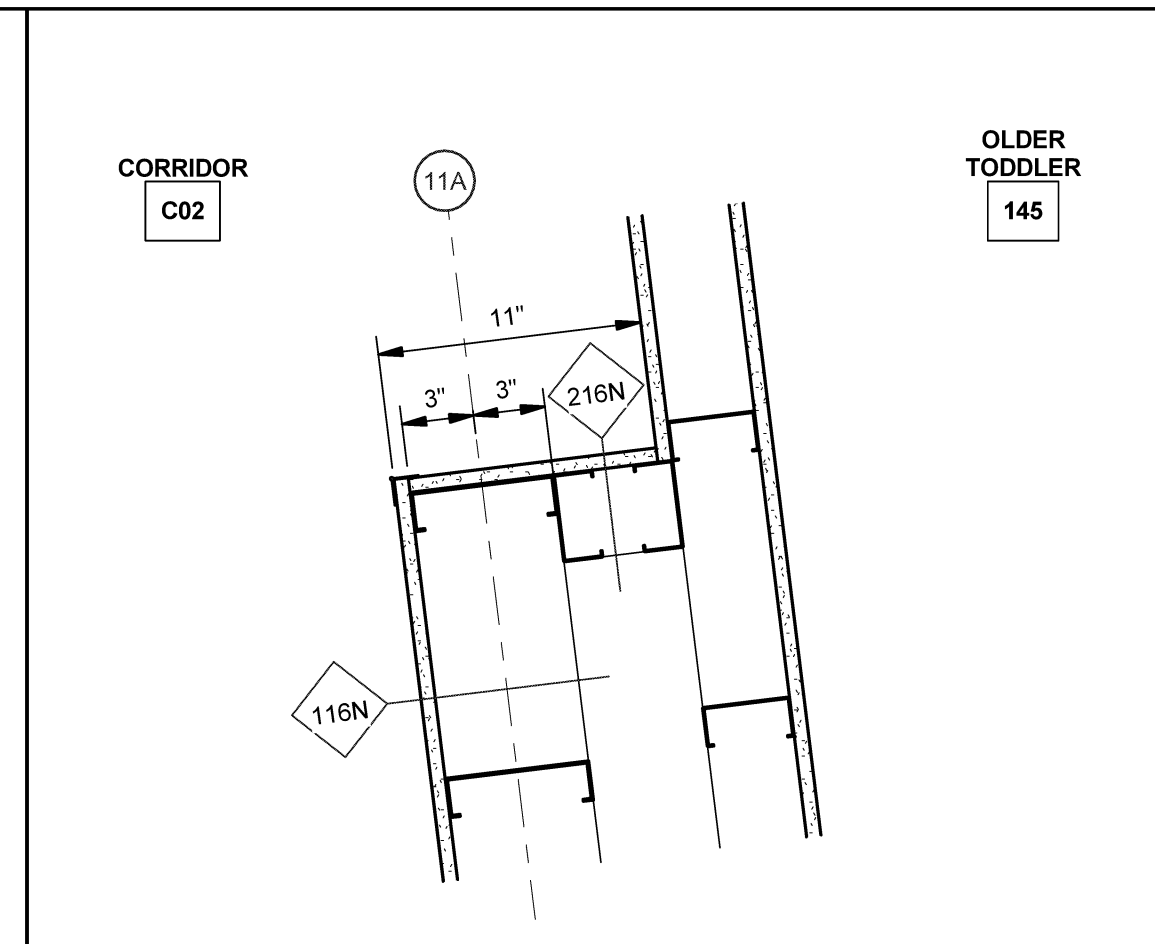 CORRIDOR
C02
11A
OLDER
TODDLER
145
11"
3"
3"
216N
116N